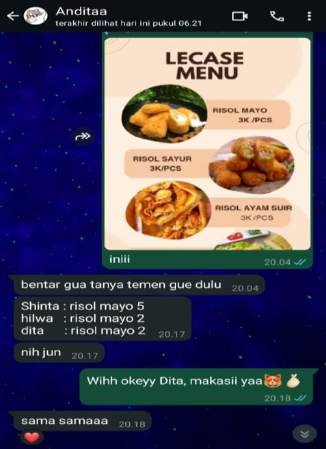 Anditaa
terakhir dilihat hari ini pukul 06.21
LECASE
MENU
RISOL MAYO
3K /PCS
RISOL SAYUR
3K/PCS
RISOL AYAM SUIR
3K /PCS
iniii
20.04
bentar gua tanya temen gue dulu 20.04
Shinta : risol mayo 5
hilwa : risol mayo 2
dita : risol mayo 2 20.17
nih jun 20.17
Wihh okeyy Dita, makasii yaa
20.18
sama samaaa 20.18